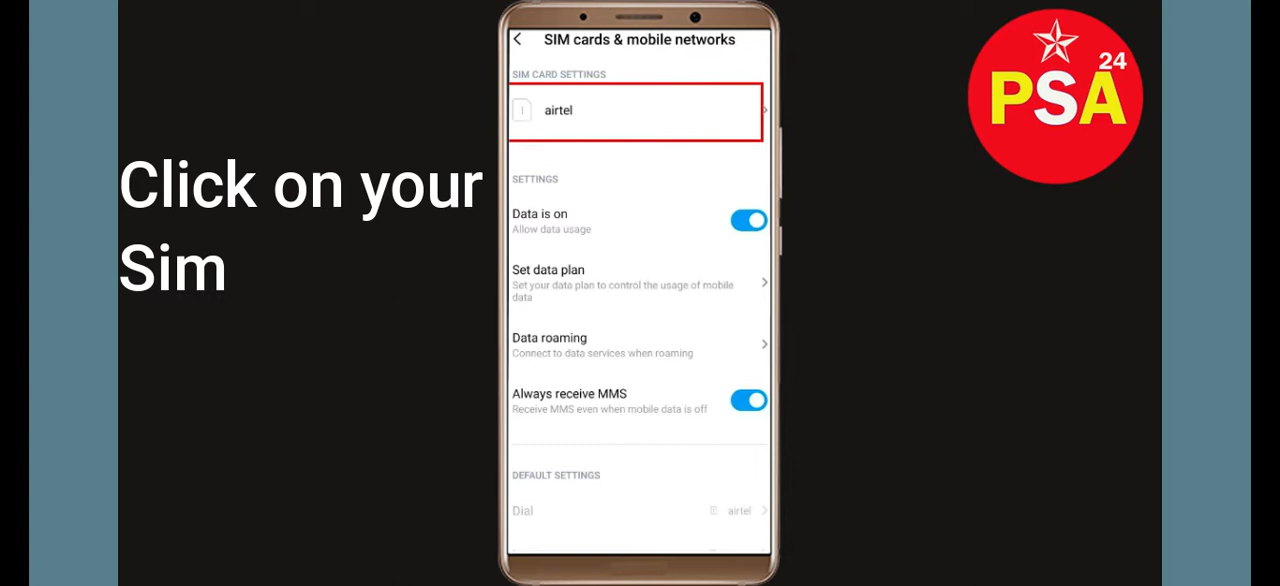 Click on your
Sim
SIM cards & mobile networks
SIM CARD SETTINGS
1
airtel
SETTINGS
Data is on
Allow data usage
Set data plan
Set your data plan to control the usage of mobile
data
Data roaming
Connect to data services when roaming
Always receive MMS
Receive MMS even when mobile data is off
DEFAULT SETTINGS
Dial airtel
24
PSA